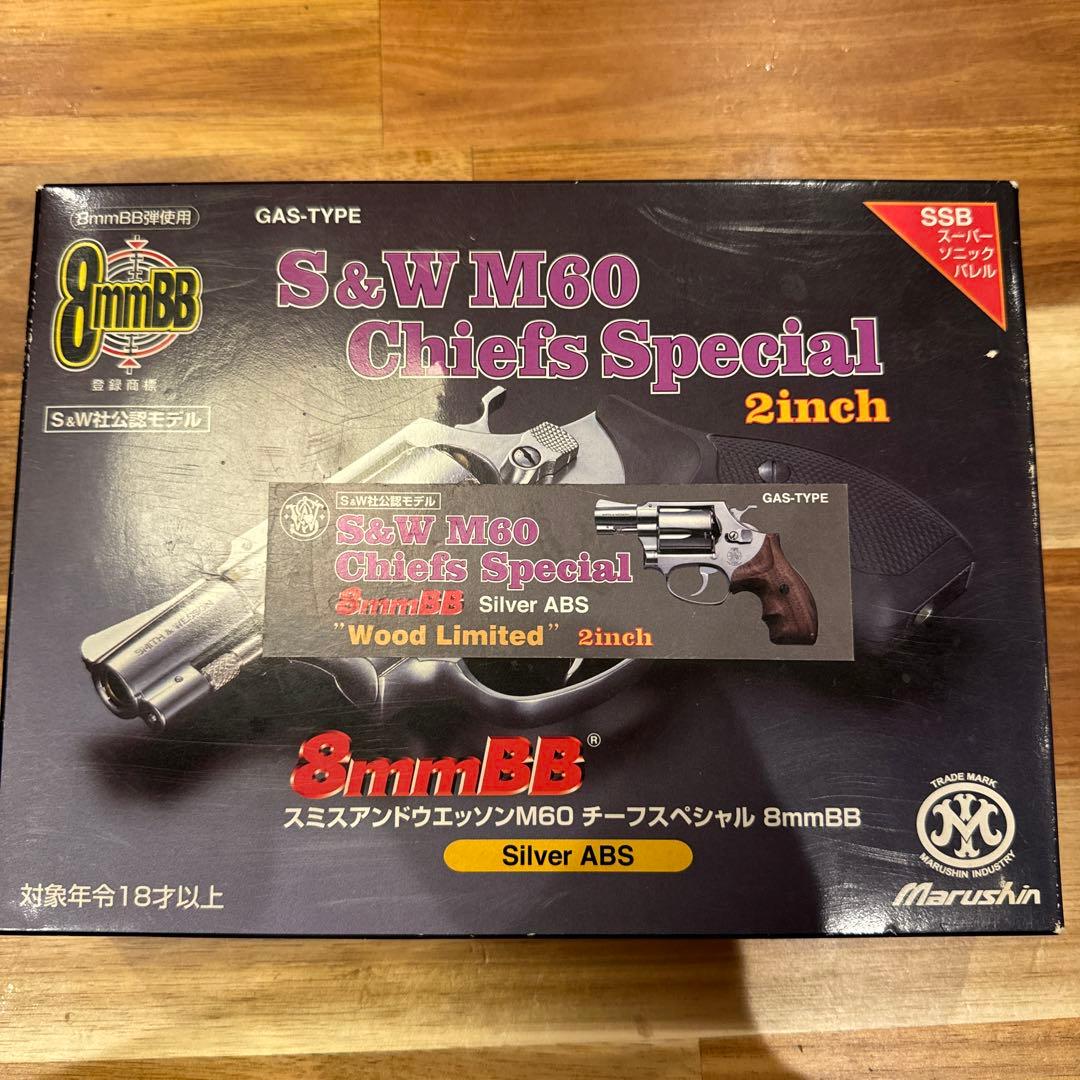 8mmBB弾使用
GAS-TYPE
SSB
スーパー
ソニック
バレル
8mmBB
登録商標
S&W M60
Chiefs Special
2inch
S&W社公認モデル
S&W社公認モデル
GAS-TYPE
S&W M60
Chiefs Special
8mmBB Silver ABS
"Wood Limited" 2inch
SMITH & WESSON
8mmBB®
スミスアンドウエッソンM60 チーフスペシャル 8mmBB
Silver ABS
対象年令18才以上
TRADE MARK
MARUSHIN INDUSTRY
Marushin